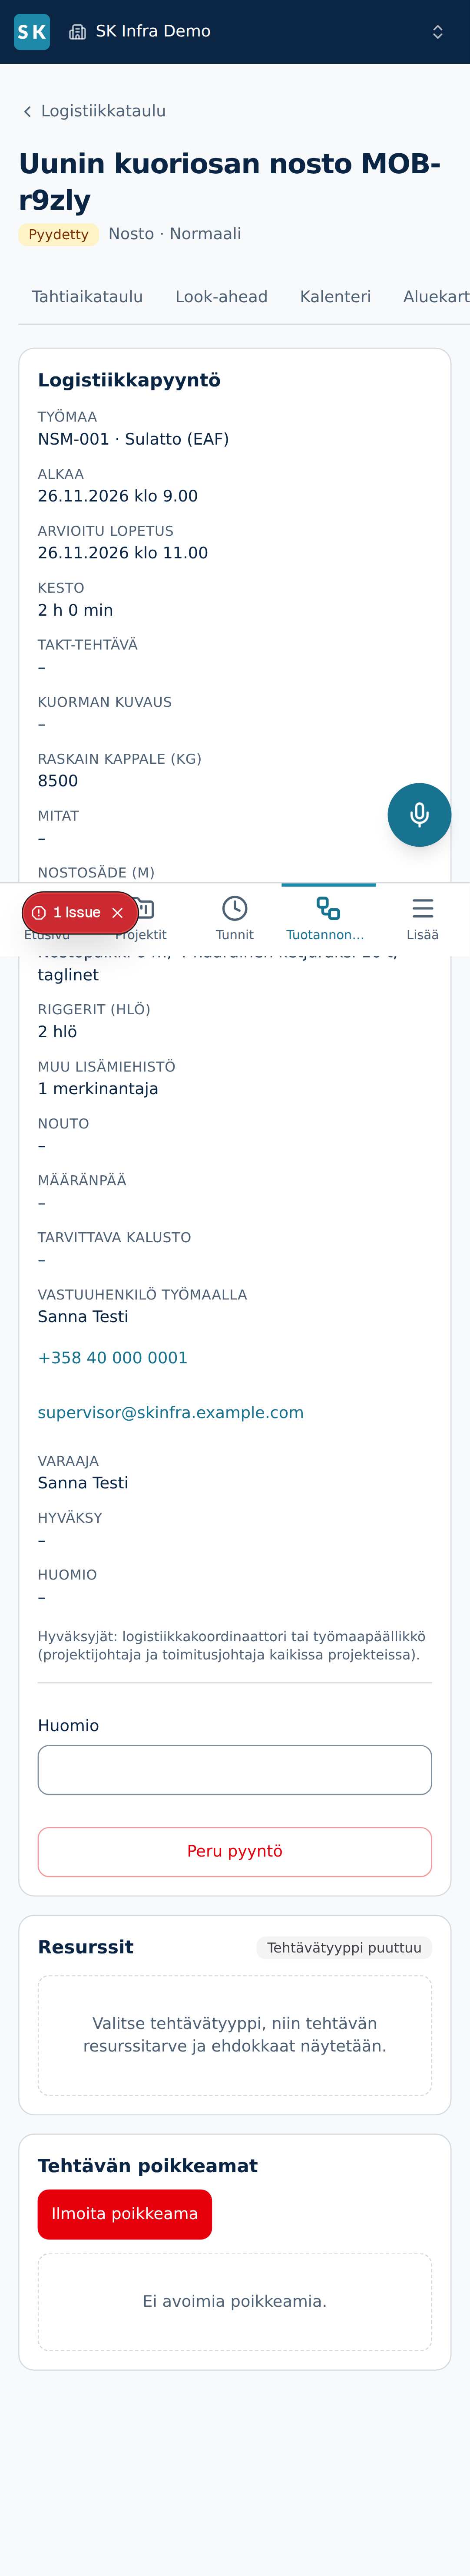 SK
SK Infra Demo
Logistiikkataulu
Uunin kuoriosan nosto MOB-
r9zly
Pyydetty
Nosto · Normaali
Tahtiaikataulu
Look-ahead
Kalenteri
Aluekart
Logistiikkapyyntö
TYÖMAA
NSM-001 · Sulatto (EAF)
ALKAA
26.11.2026 klo 9.00
ARVIOITU LOPETUS
26.11.2026 klo 11.00
KESTO
2 h 0 min
TAKT-TEHTÄVÄ
–
KUORMAN KUVAUS
–
RASKAIN KAPPALE (KG)
8500
MITAT
–
NOSTOSÄDE (M)
1 Issue
Etusivu
Projektit
Tunnit
Tuotannon…
Lisää
taglinet
RIGGERIT (HLÖ)
2 hlö
MUU LISÄMIEHISTÖ
1 merkinantaja
NOUTO
–
MÄÄRÄNPÄÄ
–
TARVITTAVA KALUSTO
–
VASTUUHENKILÖ TYÖMAALLA
Sanna Testi
+358 40 000 0001
supervisor@skinfra.example.com
VARAAJA
Sanna Testi
HYVÄKSY
–
HUOMIO
–
Hyväksyjät: logistiikkakoordinaattori tai työmaapäällikkö
(projektijohtaja ja toimitusjohtaja kaikissa projekteissa).
Huomio
Peru pyyntö
Resurssit
Tehtävätyyppi puuttuu
Valitse tehtävätyyppi, niin tehtävän
resurssitarve ja ehdokkaat näytetään.
Tehtävän poikkeamat
Ilmoita poikkeama
Ei avoimia poikkeamia.